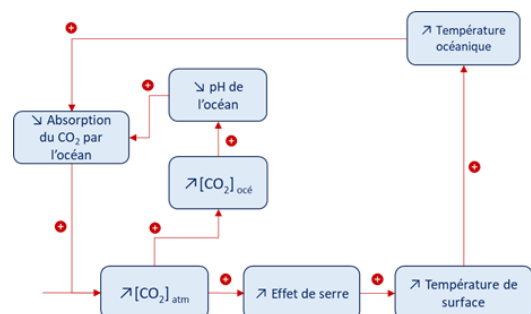 ↗ Température
océanique
↘ pH de
l’océan
↘ Absorption
du CO₂ par
l’océan
↗[CO₂] océ
↗[CO₂] atm
↗ Effet de serre
↗ Température de
surface
+
+
+
+
+
+
+
+